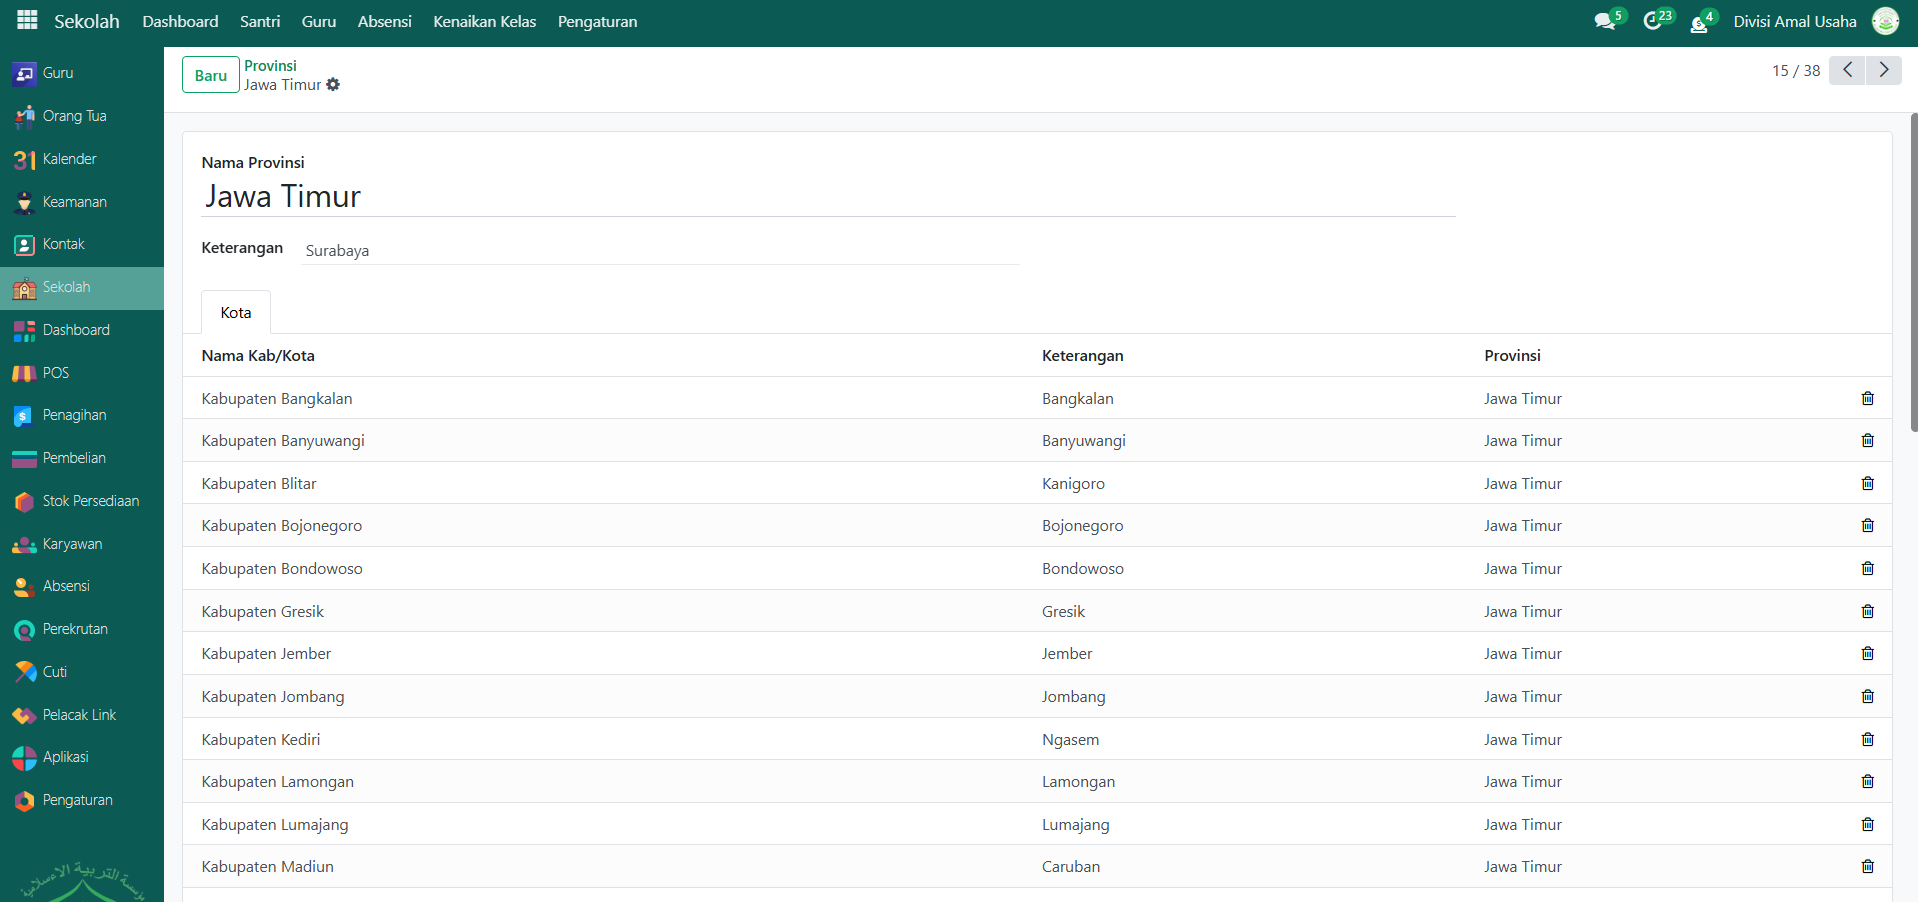 Sekolah Dashboard Santri Guru Absensi Kenaikan Kelas Pengaturan 5 23 4 Divisi Amal Usaha
Guru
Orang Tua
31 Kalender
Keamanan
Kontak
Sekolah
Dashboard
POS
Penagihan
Pembelian
Stok Persediaan
Karyawan
Absensi
Perekrutan
Cuti
Pelacak Link
Aplikasi
Pengaturan
مؤسسة التربية الاسلامية
Baru
Provinsi
Jawa Timur
15 / 38
Nama Provinsi
Jawa Timur
Keterangan Surabaya
Kota
Nama Kab/Kota Keterangan Provinsi
Kabupaten Bangkalan Bangkalan Jawa Timur
Kabupaten Banyuwangi Banyuwangi Jawa Timur
Kabupaten Blitar Kanigoro Jawa Timur
Kabupaten Bojonegoro Bojonegoro Jawa Timur
Kabupaten Bondowoso Bondowoso Jawa Timur
Kabupaten Gresik Gresik Jawa Timur
Kabupaten Jember Jember Jawa Timur
Kabupaten Jombang Jombang Jawa Timur
Kabupaten Kediri Ngasem Jawa Timur
Kabupaten Lamongan Lamongan Jawa Timur
Kabupaten Lumajang Lumajang Jawa Timur
Kabupaten Madiun Caruban Jawa Timur